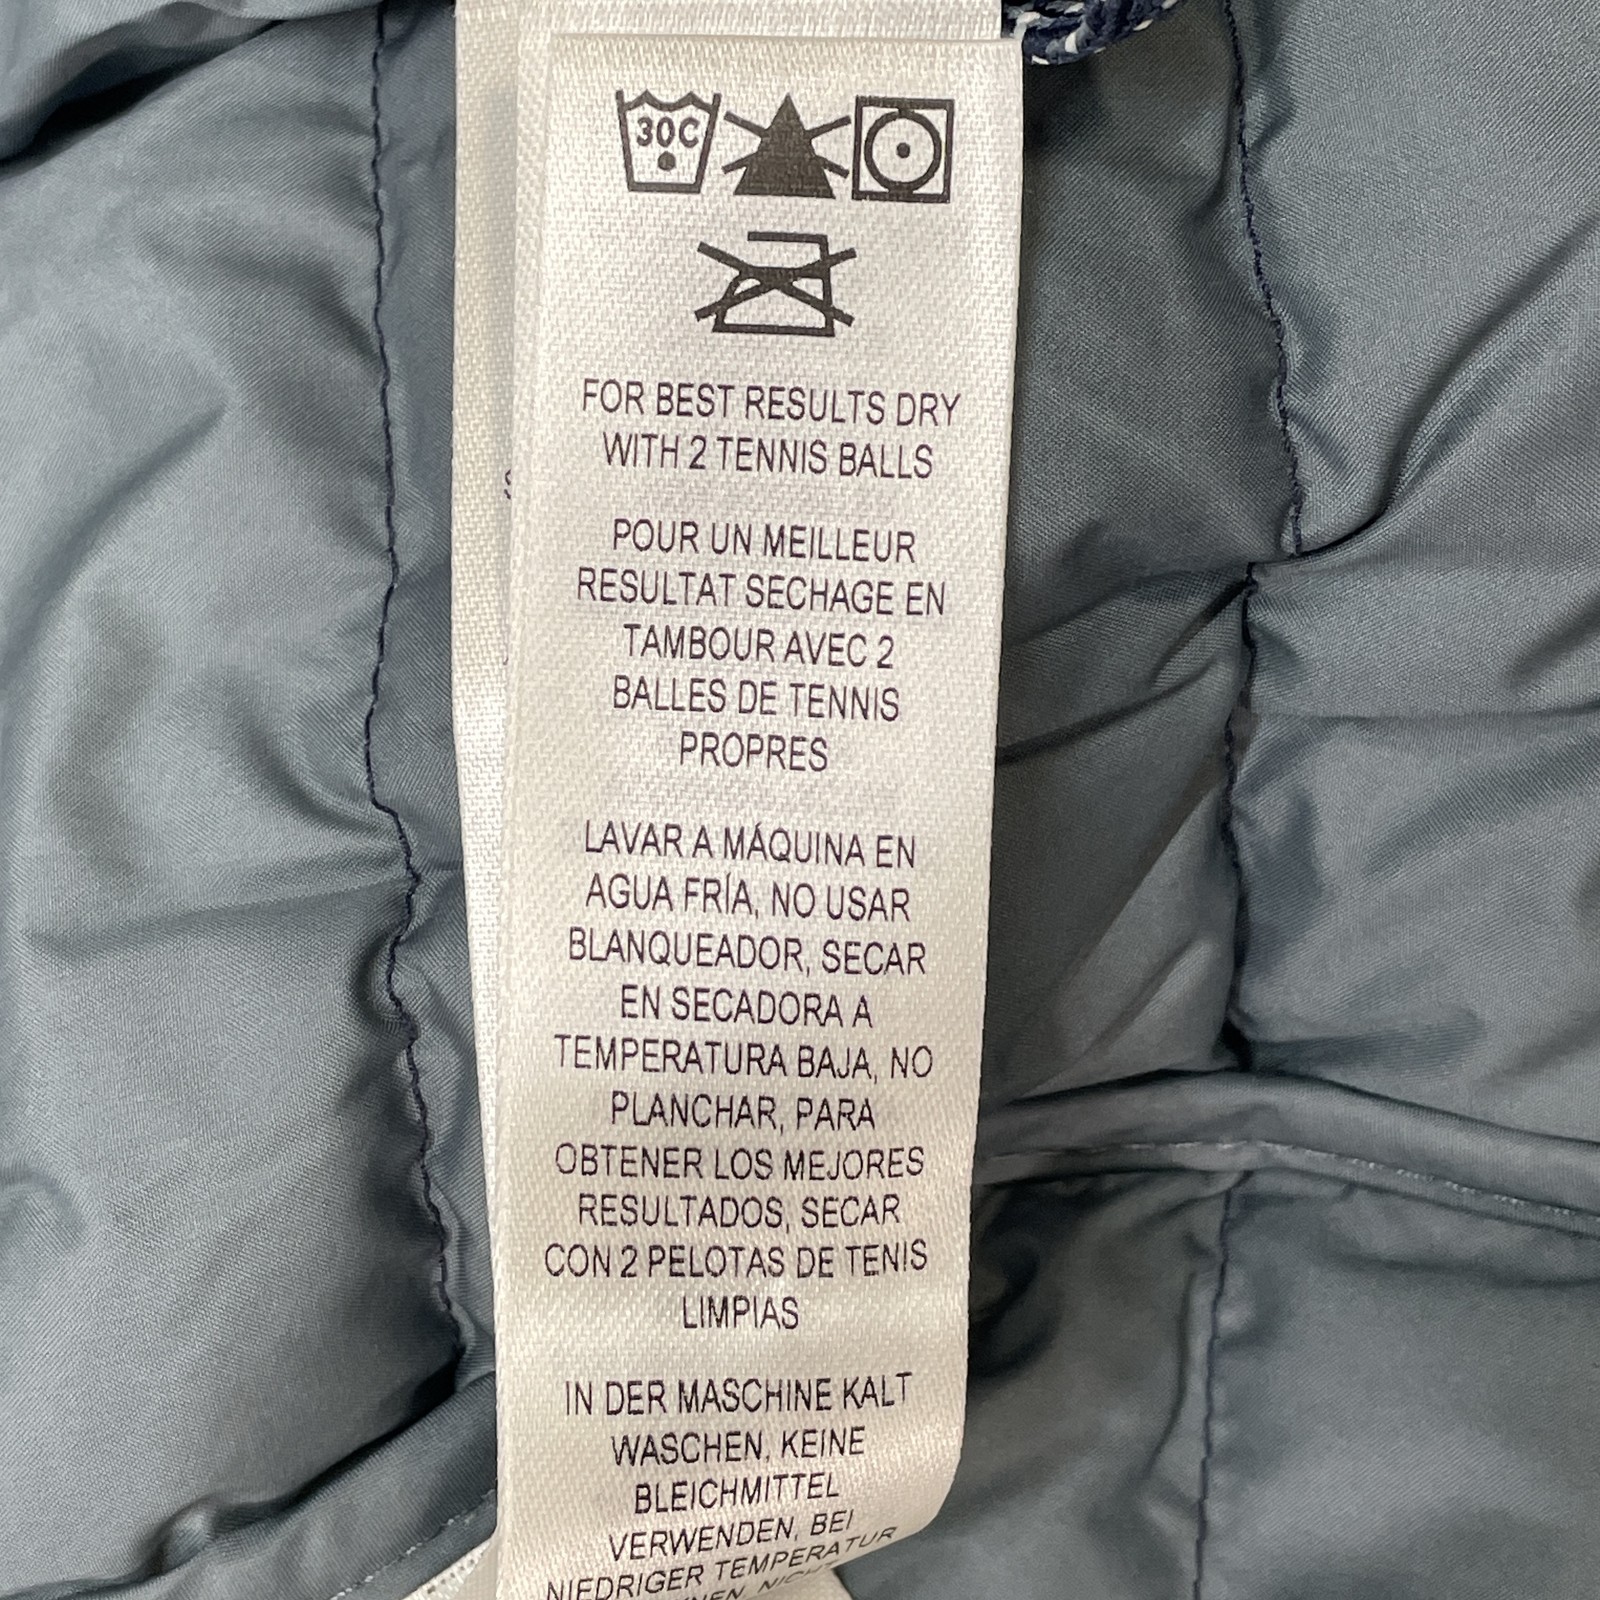 30C
FOR BEST RESULTS DRY
WITH 2 TENNIS BALLS
POUR UN MEILLEUR
RESULTAT SECHAGE EN
TAMBOUR AVEC 2
BALLES DE TENNIS
PROPRES
LAVAR A MÁQUINA EN
AGUA FRÍA, NO USAR
BLANQUEADOR, SECAR
EN SECADORA A
TEMPERATURA BAJA, NO
PLANCHAR, PARA
OBTENER LOS MEJORES
RESULTADOS, SECAR
CON 2 PELOTAS DE TENIS
LIMPIAS
IN DER MASCHINE KALT
WASCHEN, KEINE
BLEICHMITTEL
VERWENDEN, BEI
NIEDRIGER TEMPERATUR